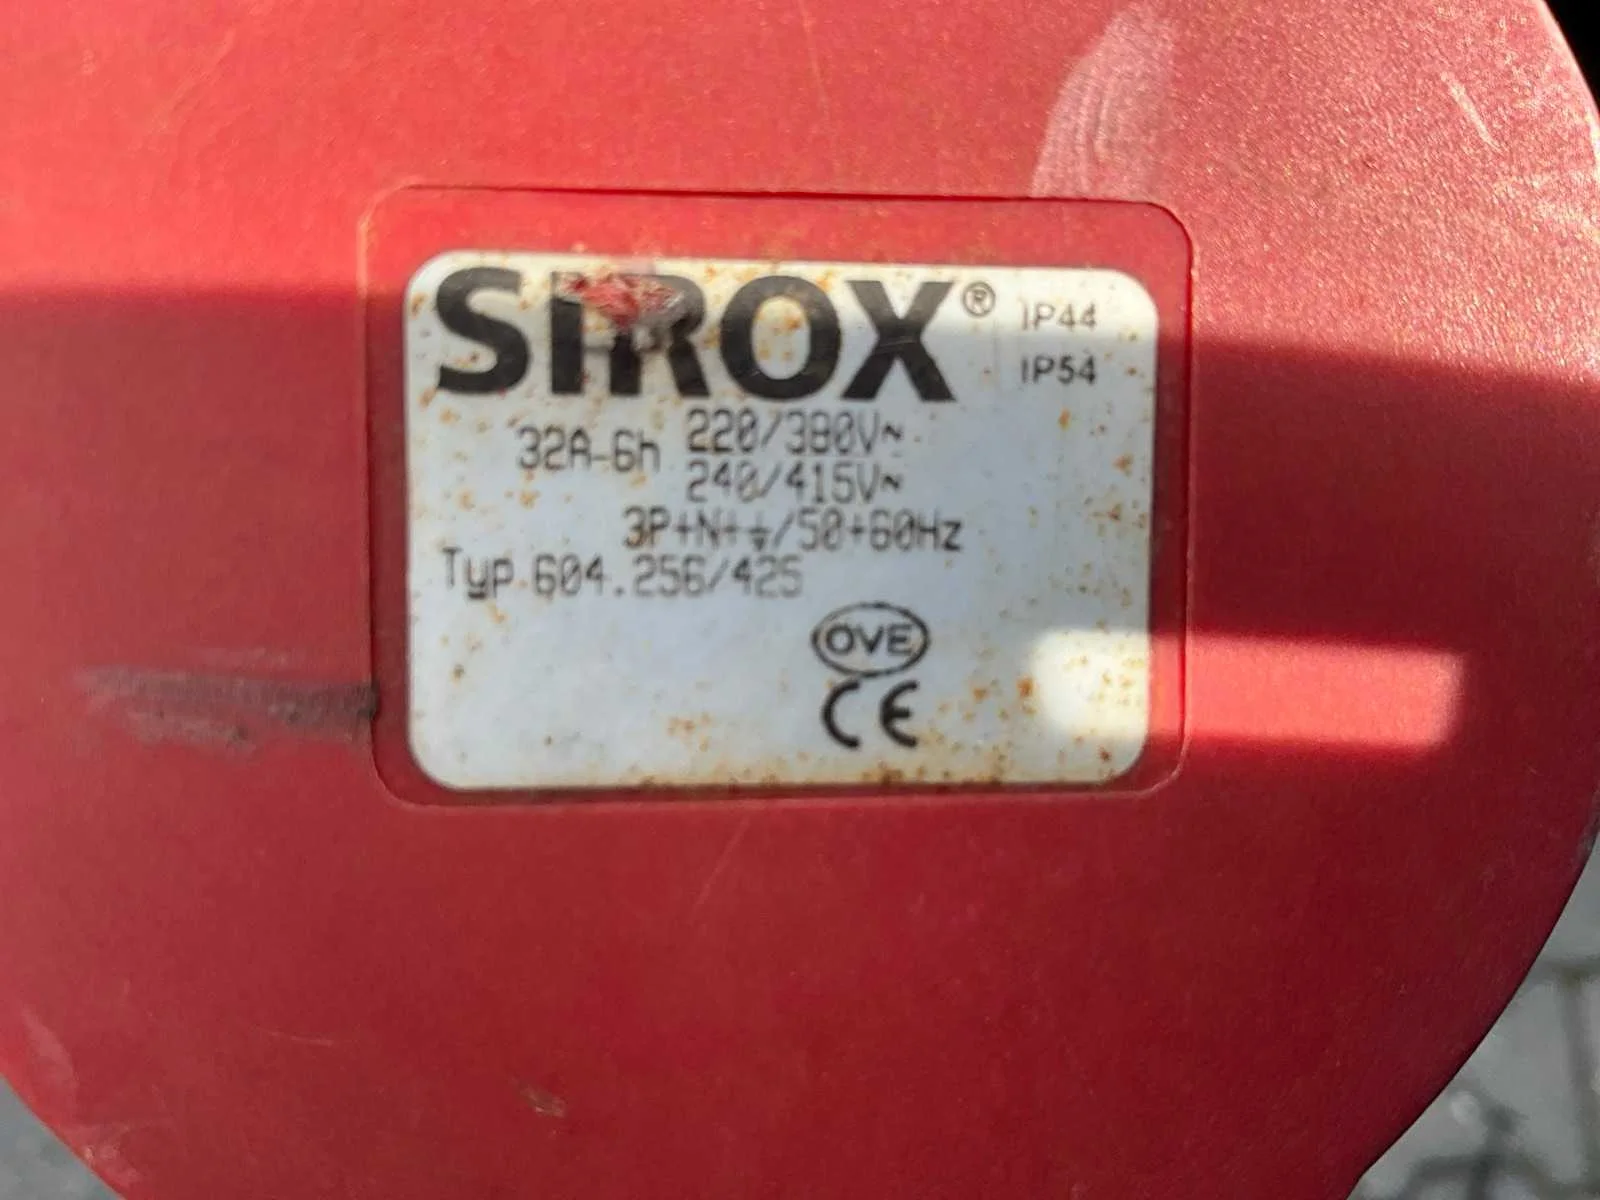 SIROX® IP44
IP54
32A-6h 220/380V~
240/415V~
3P+N+⏚/50+60Hz
Typ 604.256/425
OVE
CE